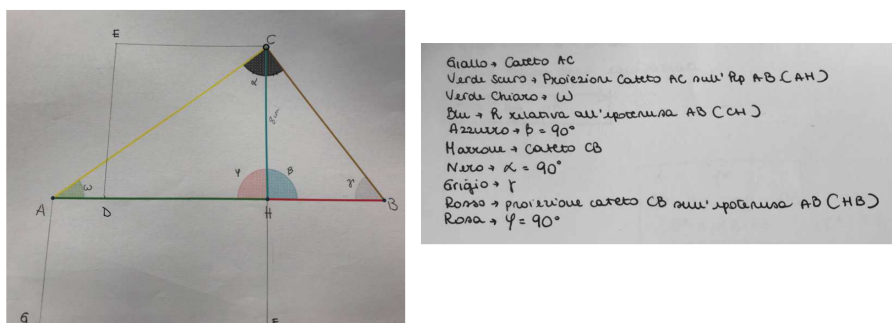 E
C
α
8cm
ω
φ
β
γ
A
D
H
B
G
F
Giallo → Cateto AC
Verde Scuro → Proiezione Cateto AC sull'Ip AB (AH)
Verde Chiaro → ω
Blu → h relativa all'ipotenusa AB (CH)
Azzurro → β = 90°
Marrone → Cateto CB
Nero → α = 90°
Grigio → γ
Rosso → proiezione cateto CB sull'ipotenusa AB (HB)
Rosa → φ = 90°